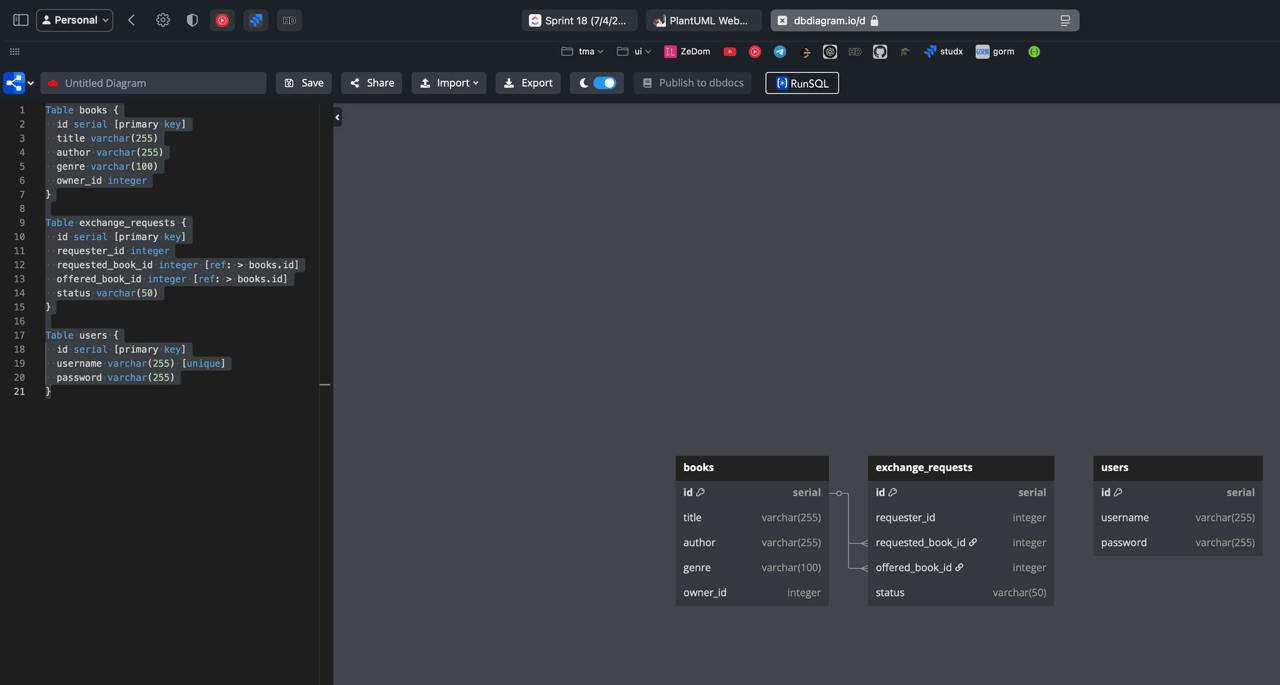 Personal
HD
Sprint 18 (7/4/2...
PlantUML Web...
dbdiagram.io/d
tma
ui
IL ZeDom
HD
studx
GORM gorm
Untitled Diagram
Save
Share
Import
Export
Publish to dbdocs
RunSQL
1 Table books {
2 id serial [primary key]
3 title varchar(255)
4 author varchar(255)
5 genre varchar(100)
6 owner_id integer
7 }
8
9 Table exchange_requests {
10 id serial [primary key]
11 requester_id integer
12 requested_book_id integer [ref: > books.id]
13 offered_book_id integer [ref: > books.id]
14 status varchar(50)
15 }
16
17 Table users {
18 id serial [primary key]
19 username varchar(255) [unique]
20 password varchar(255)
21 }
books
id serial
title varchar(255)
author varchar(255)
genre varchar(100)
owner_id integer
exchange_requests
id serial
requester_id integer
requested_book_id integer
offered_book_id integer
status varchar(50)
users
id serial
username varchar(255)
password varchar(255)